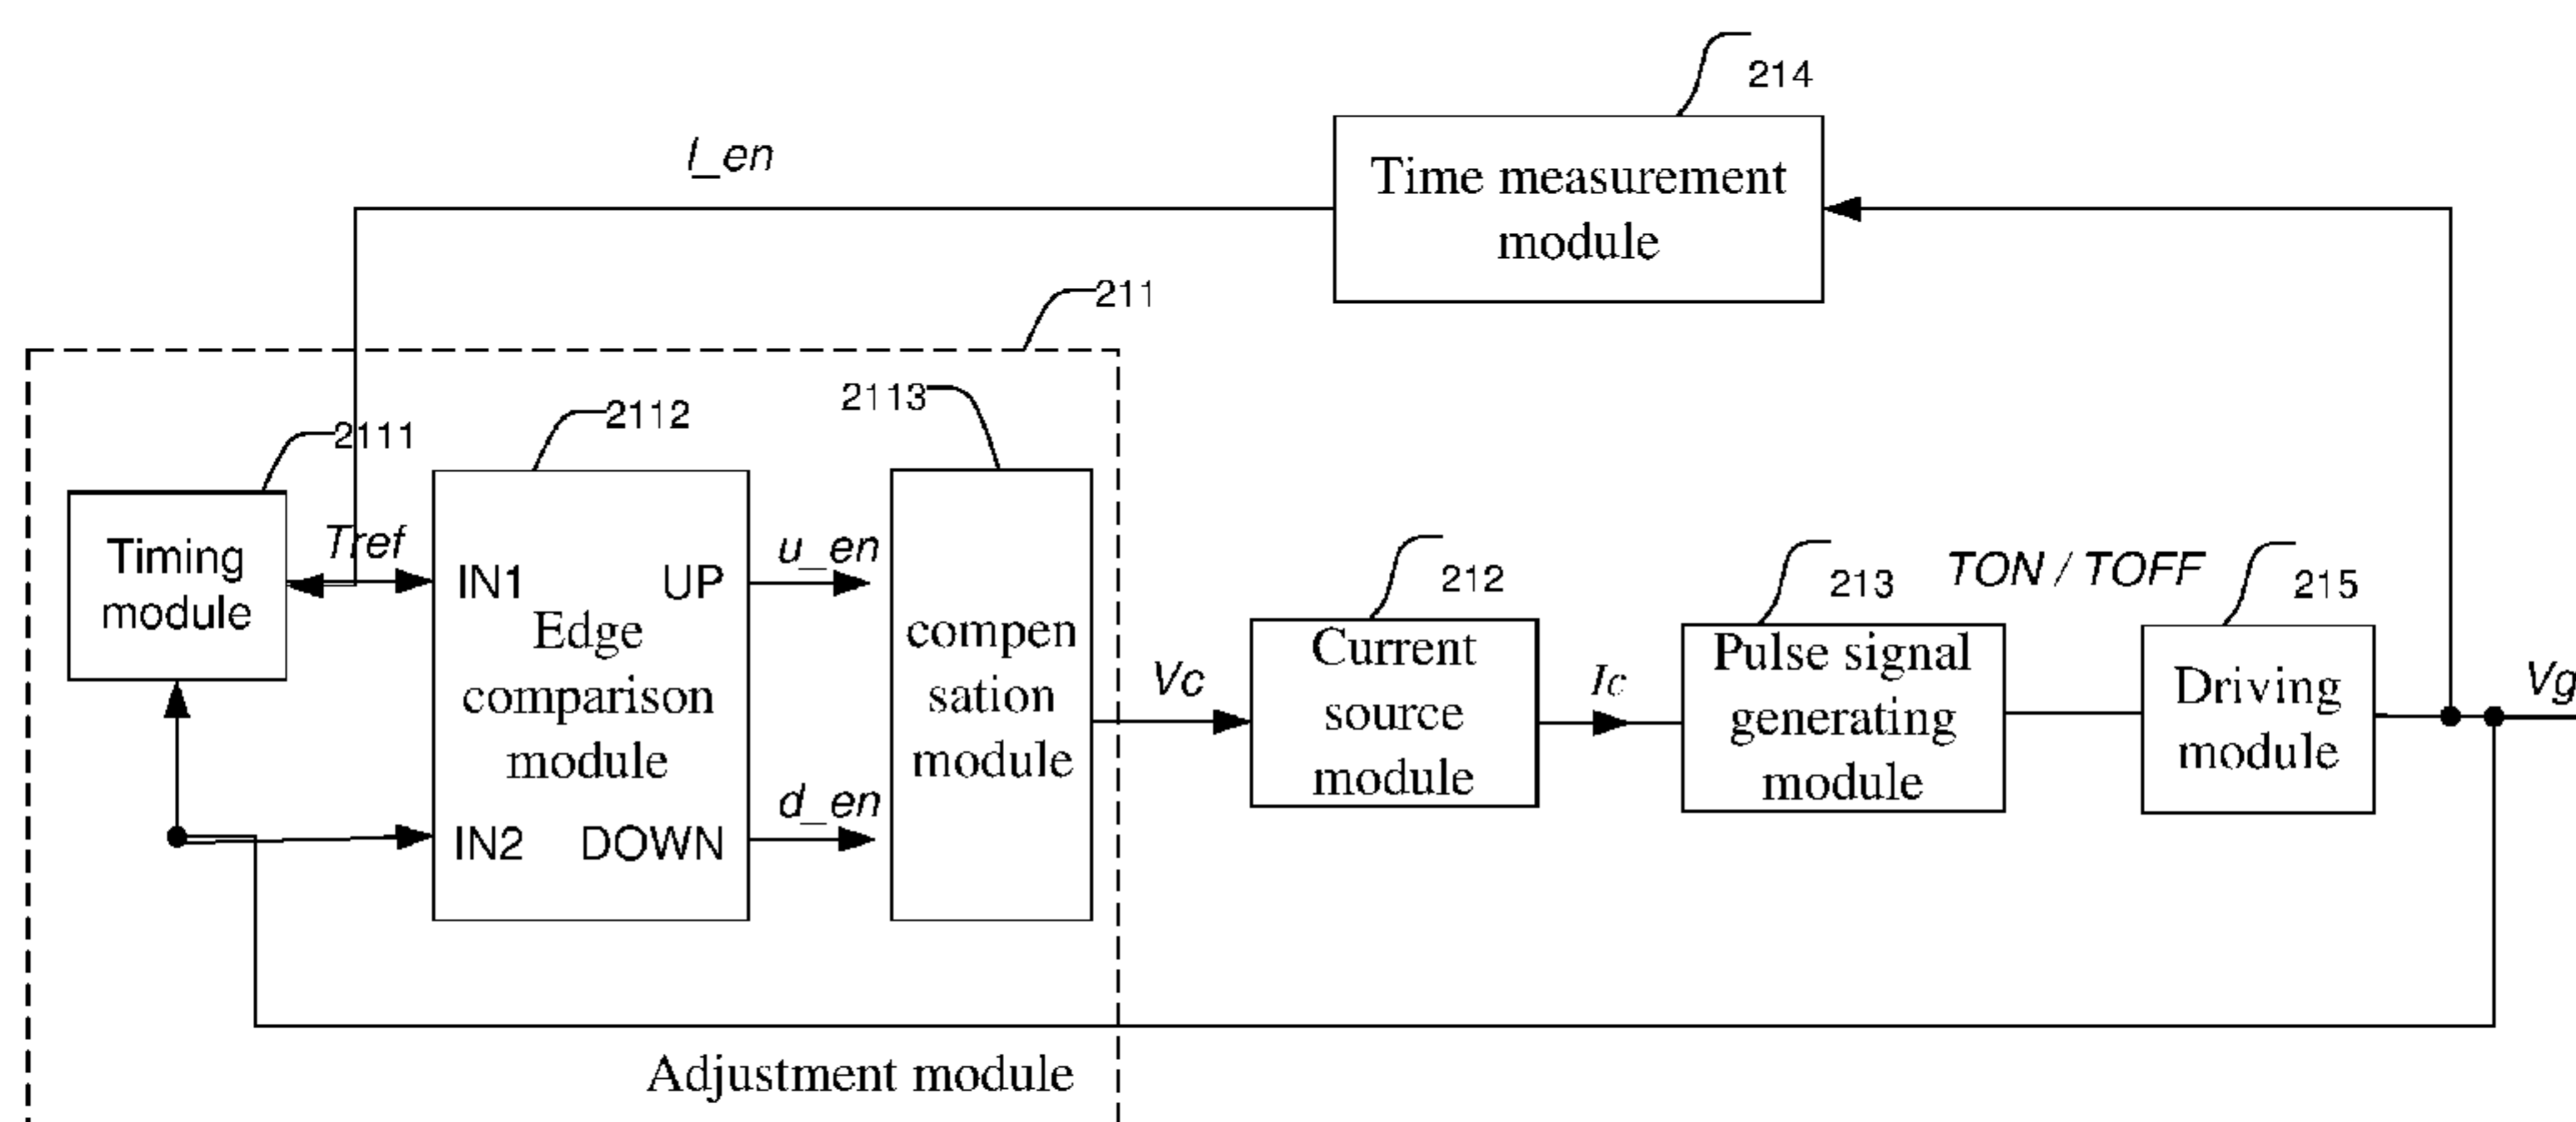 214
l_en
Time measurement
module
211
2113
2112
2111
Timing
module
Tref
IN1
UP
Edge
comparison
module
IN2
DOWN
u_en
d_en
compen
sation
module
Vc
212
Current
source
module
Ic
213
Pulse signal
generating
module
TON / TOFF
215
Driving
module
Vg
Adjustment module